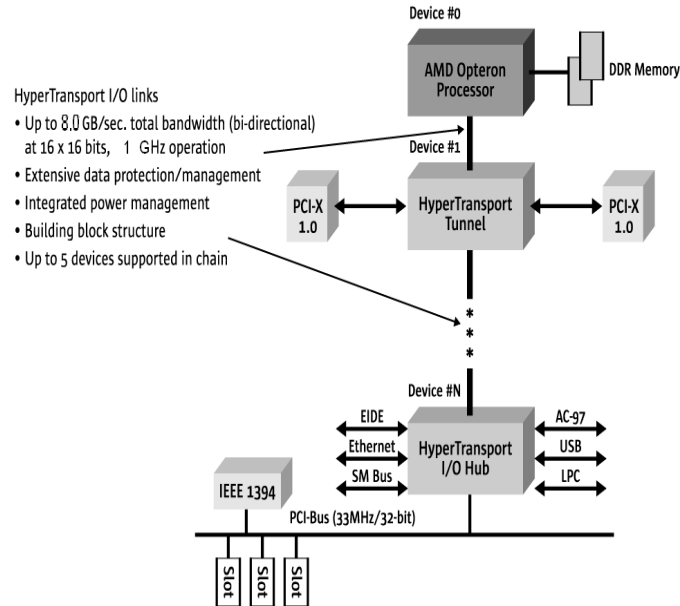 Device #0
AMD Opteron
Processor
DDR Memory
HyperTransport I/O links
• Up to 8.0 GB/sec. total bandwidth (bi-directional)
at 16 x 16 bits, 1 GHz operation
• Extensive data protection/management
• Integrated power management
• Building block structure
• Up to 5 devices supported in chain
Device #1
PCI-X
1.0
HyperTransport
Tunnel
PCI-X
1.0
*
*
*
Device #N
EIDE
Ethernet
SM Bus
HyperTransport
I/O Hub
AC-97
USB
LPC
IEEE 1394
PCI-Bus (33MHz/32-bit)
Slot
Slot
Slot